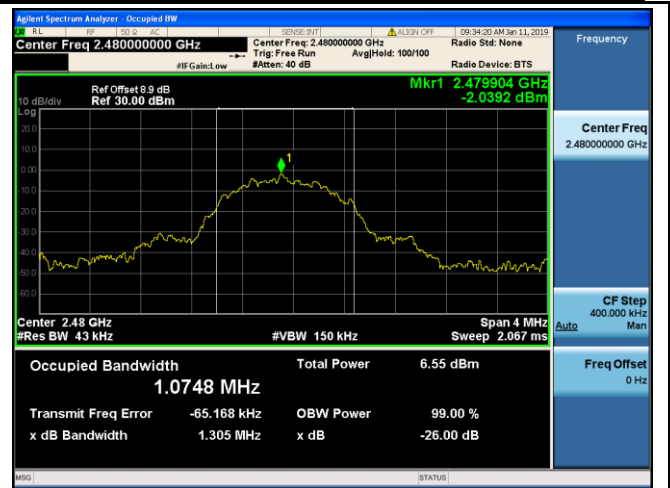 Agilent Spectrum Analyzer - Occupied BW
RL RF 50 Ω AC SENSE:INT ALIGN OFF 09:34:20 AM Jan 11, 2019
Center Freq 2.480000000 GHz Center Freq: 2.480000000 GHz Radio Std: None Frequency
Trig: Free Run Avg|Hold: 100/100
#IFGain:Low #Atten: 40 dB Radio Device: BTS
Ref Offset 8.9 dB Mkr1 2.479904 GHz
10 dB/div Ref 30.00 dBm -2.0392 dBm
Log
20.0
10.0
0.00
-10.0
-20.0
-30.0
-40.0
-50.0
-60.0
1
Center Freq
2.480000000 GHz
Center 2.48 GHz Span 4 MHz
#Res BW 43 kHz #VBW 150 kHz Sweep 2.067 ms
CF Step
400.000 kHz
Auto Man
Occupied Bandwidth Total Power 6.55 dBm
1.0748 MHz
Freq Offset
0 Hz
Transmit Freq Error -65.168 kHz OBW Power 99.00 %
x dB Bandwidth 1.305 MHz x dB -26.00 dB
MSG STATUS